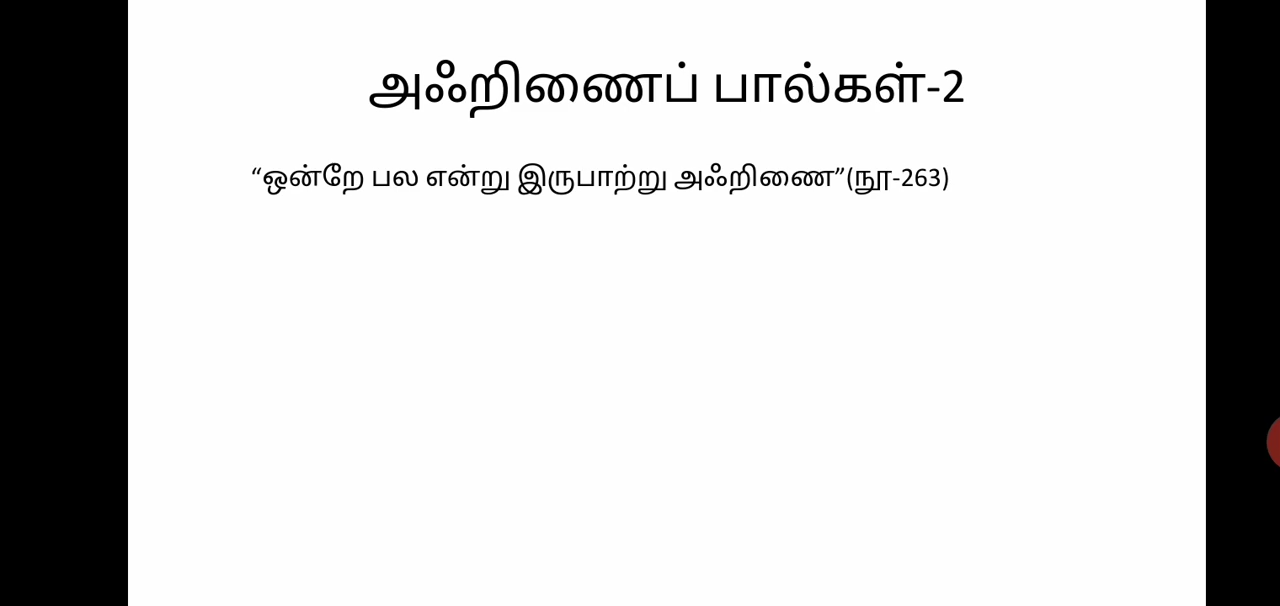 அஃறிணைப் பால்கள்-2
“ஒன்றே பல என்று இருபாற்று அஃறிணை”(நூ-263)